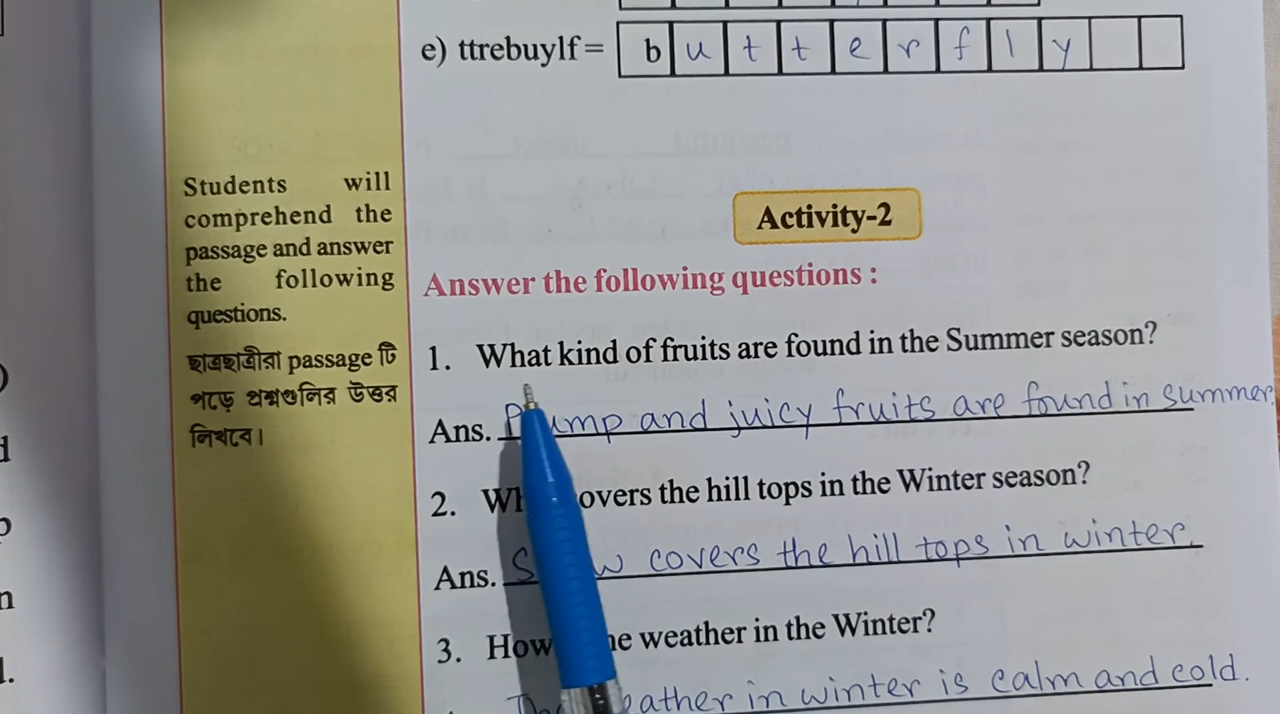 e) ttrebuylf = b u t t e r f l y
Students will
comprehend the
passage and answer
the following
questions.
ছাত্রছাত্রীরা passage টি
পড়ে প্রশ্নগুলির উত্তর
লিখবে।
Activity-2
Answer the following questions :
1. What kind of fruits are found in the Summer season?
Ans. and juicy fruits are found in summer.
2. covers the hill tops in the Winter season?
Ans. covers the hill tops in winter.
3. How weather in the Winter?
in winter is calm and cold.